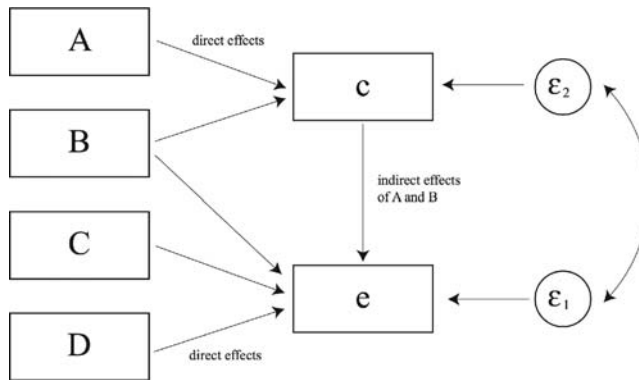 A
direct effects
c
ε2
B
indirect effects
of A and B
C
e
ε1
D
direct effects